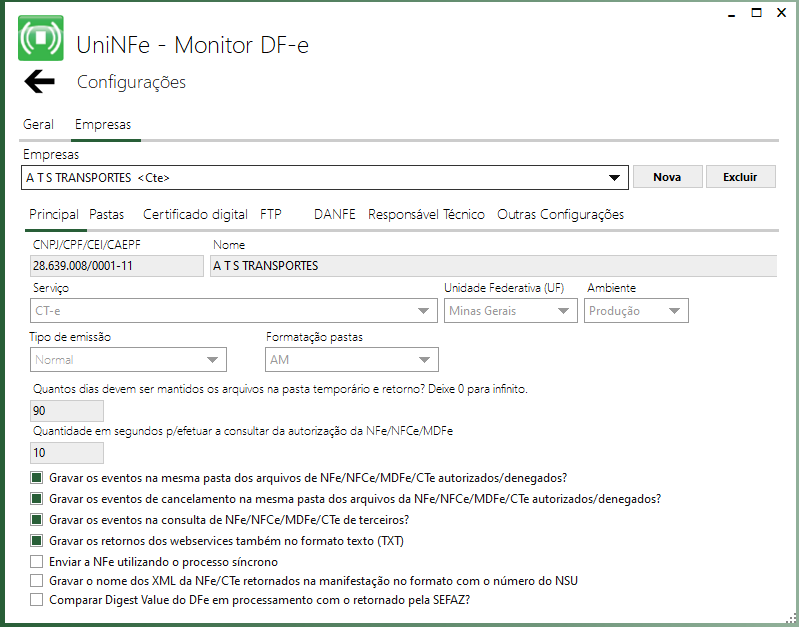 UniNFe - Monitor DF-e
Configurações
Geral Empresas
Empresas
A T S TRANSPORTES <Cte> Nova Excluir
Principal Pastas Certificado digital FTP DANFE Responsável Técnico Outras Configurações
CNPJ/CPF/CEI/CAEPF Nome
28.639.008/0001-11 A T S TRANSPORTES
Serviço Unidade Federativa (UF) Ambiente
CT-e Minas Gerais Produção
Tipo de emissão Formatação pastas
Normal AM
Quantos dias devem ser mantidos os arquivos na pasta temporário e retorno? Deixe 0 para infinito.
90
Quantidade em segundos p/efetuar a consultar da autorização da NFe/NFCe/MDFe
10
Gravar os eventos na mesma pasta dos arquivos de NFe/NFCe/MDFe/CTe autorizados/denegados?
Gravar os eventos de cancelamento na mesma pasta dos arquivos da NFe/NFCe/MDFe/CTe autorizados/denegados?
Gravar os eventos na consulta de NFe/NFCe/MDFe/CTe de terceiros?
Gravar os retornos dos webservices também no formato texto (TXT)
Enviar a NFe utilizando o processo síncrono
Gravar o nome dos XML da NFe/CTe retornados na manifestação no formato com o número do NSU
Comparar Digest Value do DFe em processamento com o retornado pela SEFAZ?